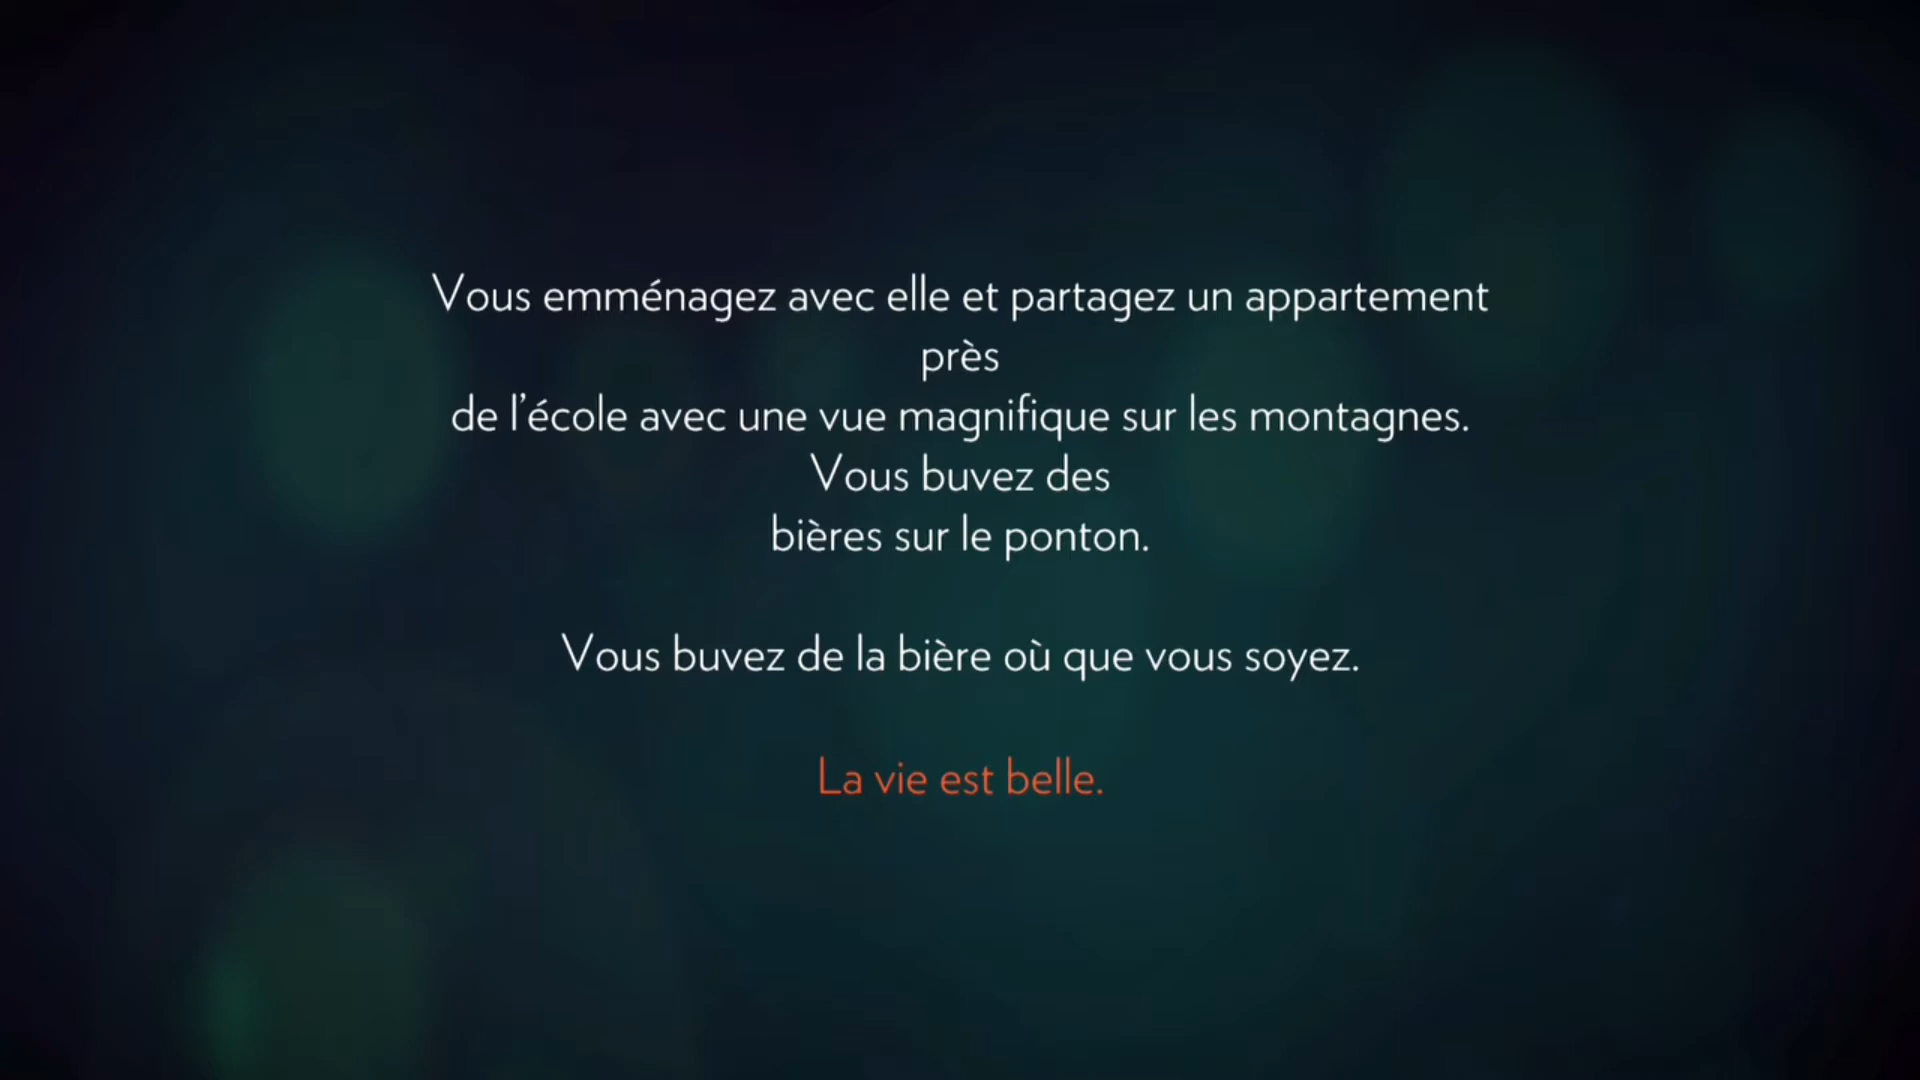 Vous emménagez avec elle et partagez un appartement
près
de l’école avec une vue magnifique sur les montagnes.
Vous buvez des
bières sur le ponton.
Vous buvez de la bière où que vous soyez.
La vie est belle.